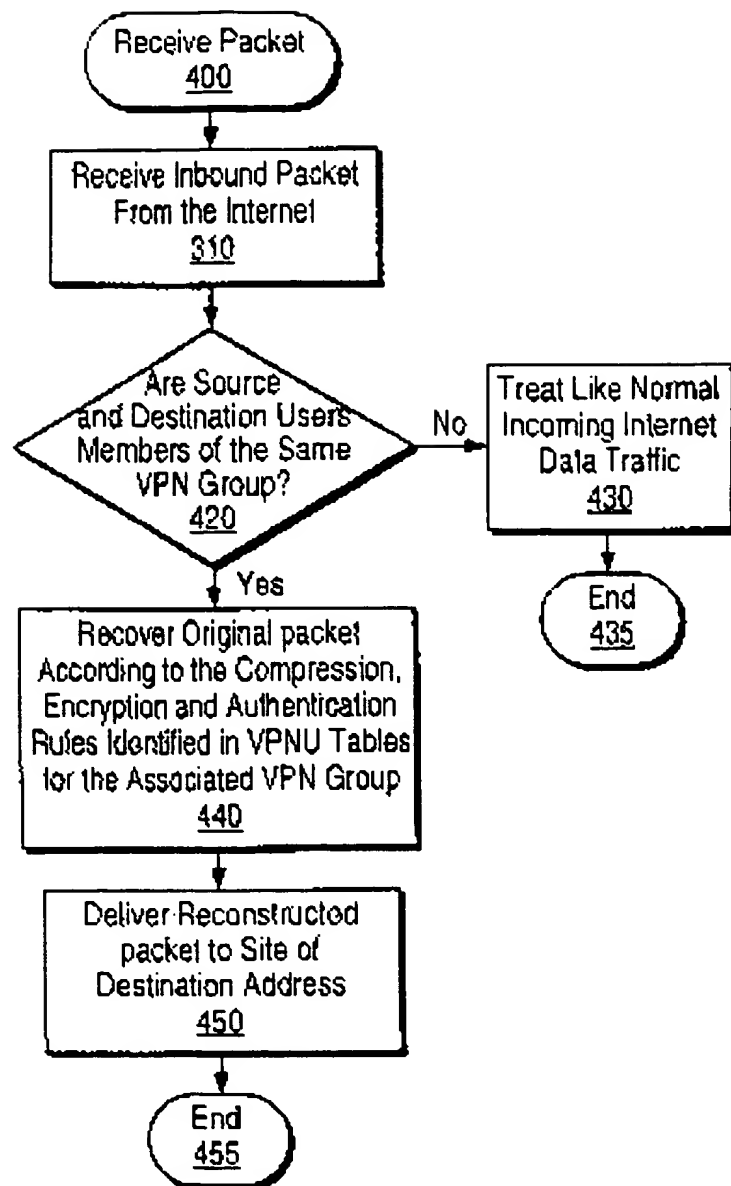 Receive Packet
400
Receive Inbound Packet
From the Internet
310
Are Source
and Destination Users
Members of the Same
VPN Group?
420
No
Treat Like Normal
Incoming Internet
Data Traffic
430
End
435
Yes
Recover Original packet
According to the Compression,
Encryption and Authentication
Rules Identified in VPNU Tables
for the Associated VPN Group
440
Deliver Reconstructed
packet to Site of
Destination Address
450
End
455